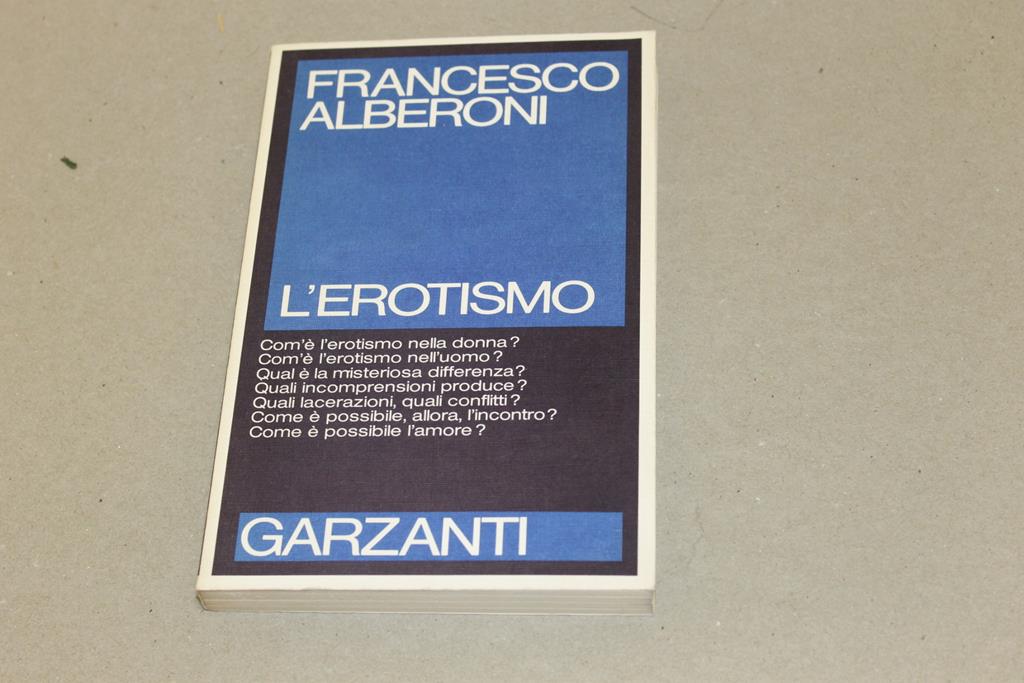 FRANCESCO
ALBERONI
L'EROTISMO
Com'è l'erotismo nella donna?
Com'è l'erotismo nell'uomo?
Qual è la misteriosa differenza?
Quali incomprensioni produce?
Quali lacerazioni, quali conflitti?
Come è possibile, allora, l'incontro?
Come è possibile l'amore?
GARZANTI